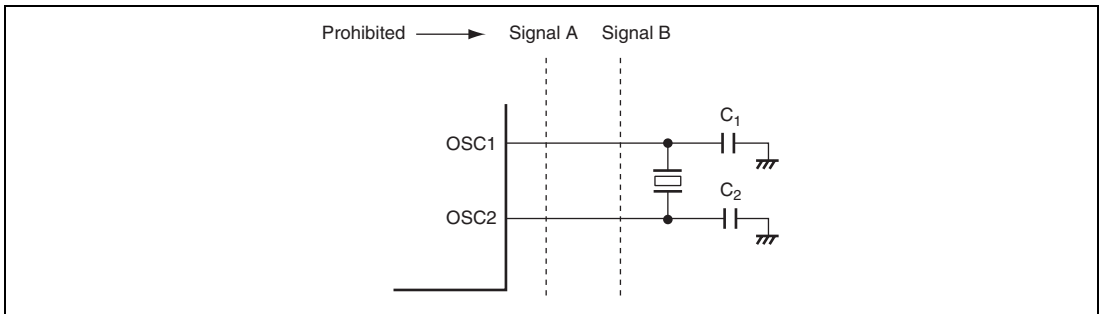 Prohibited Signal A Signal B
C₁
OSC1
C₂
OSC2